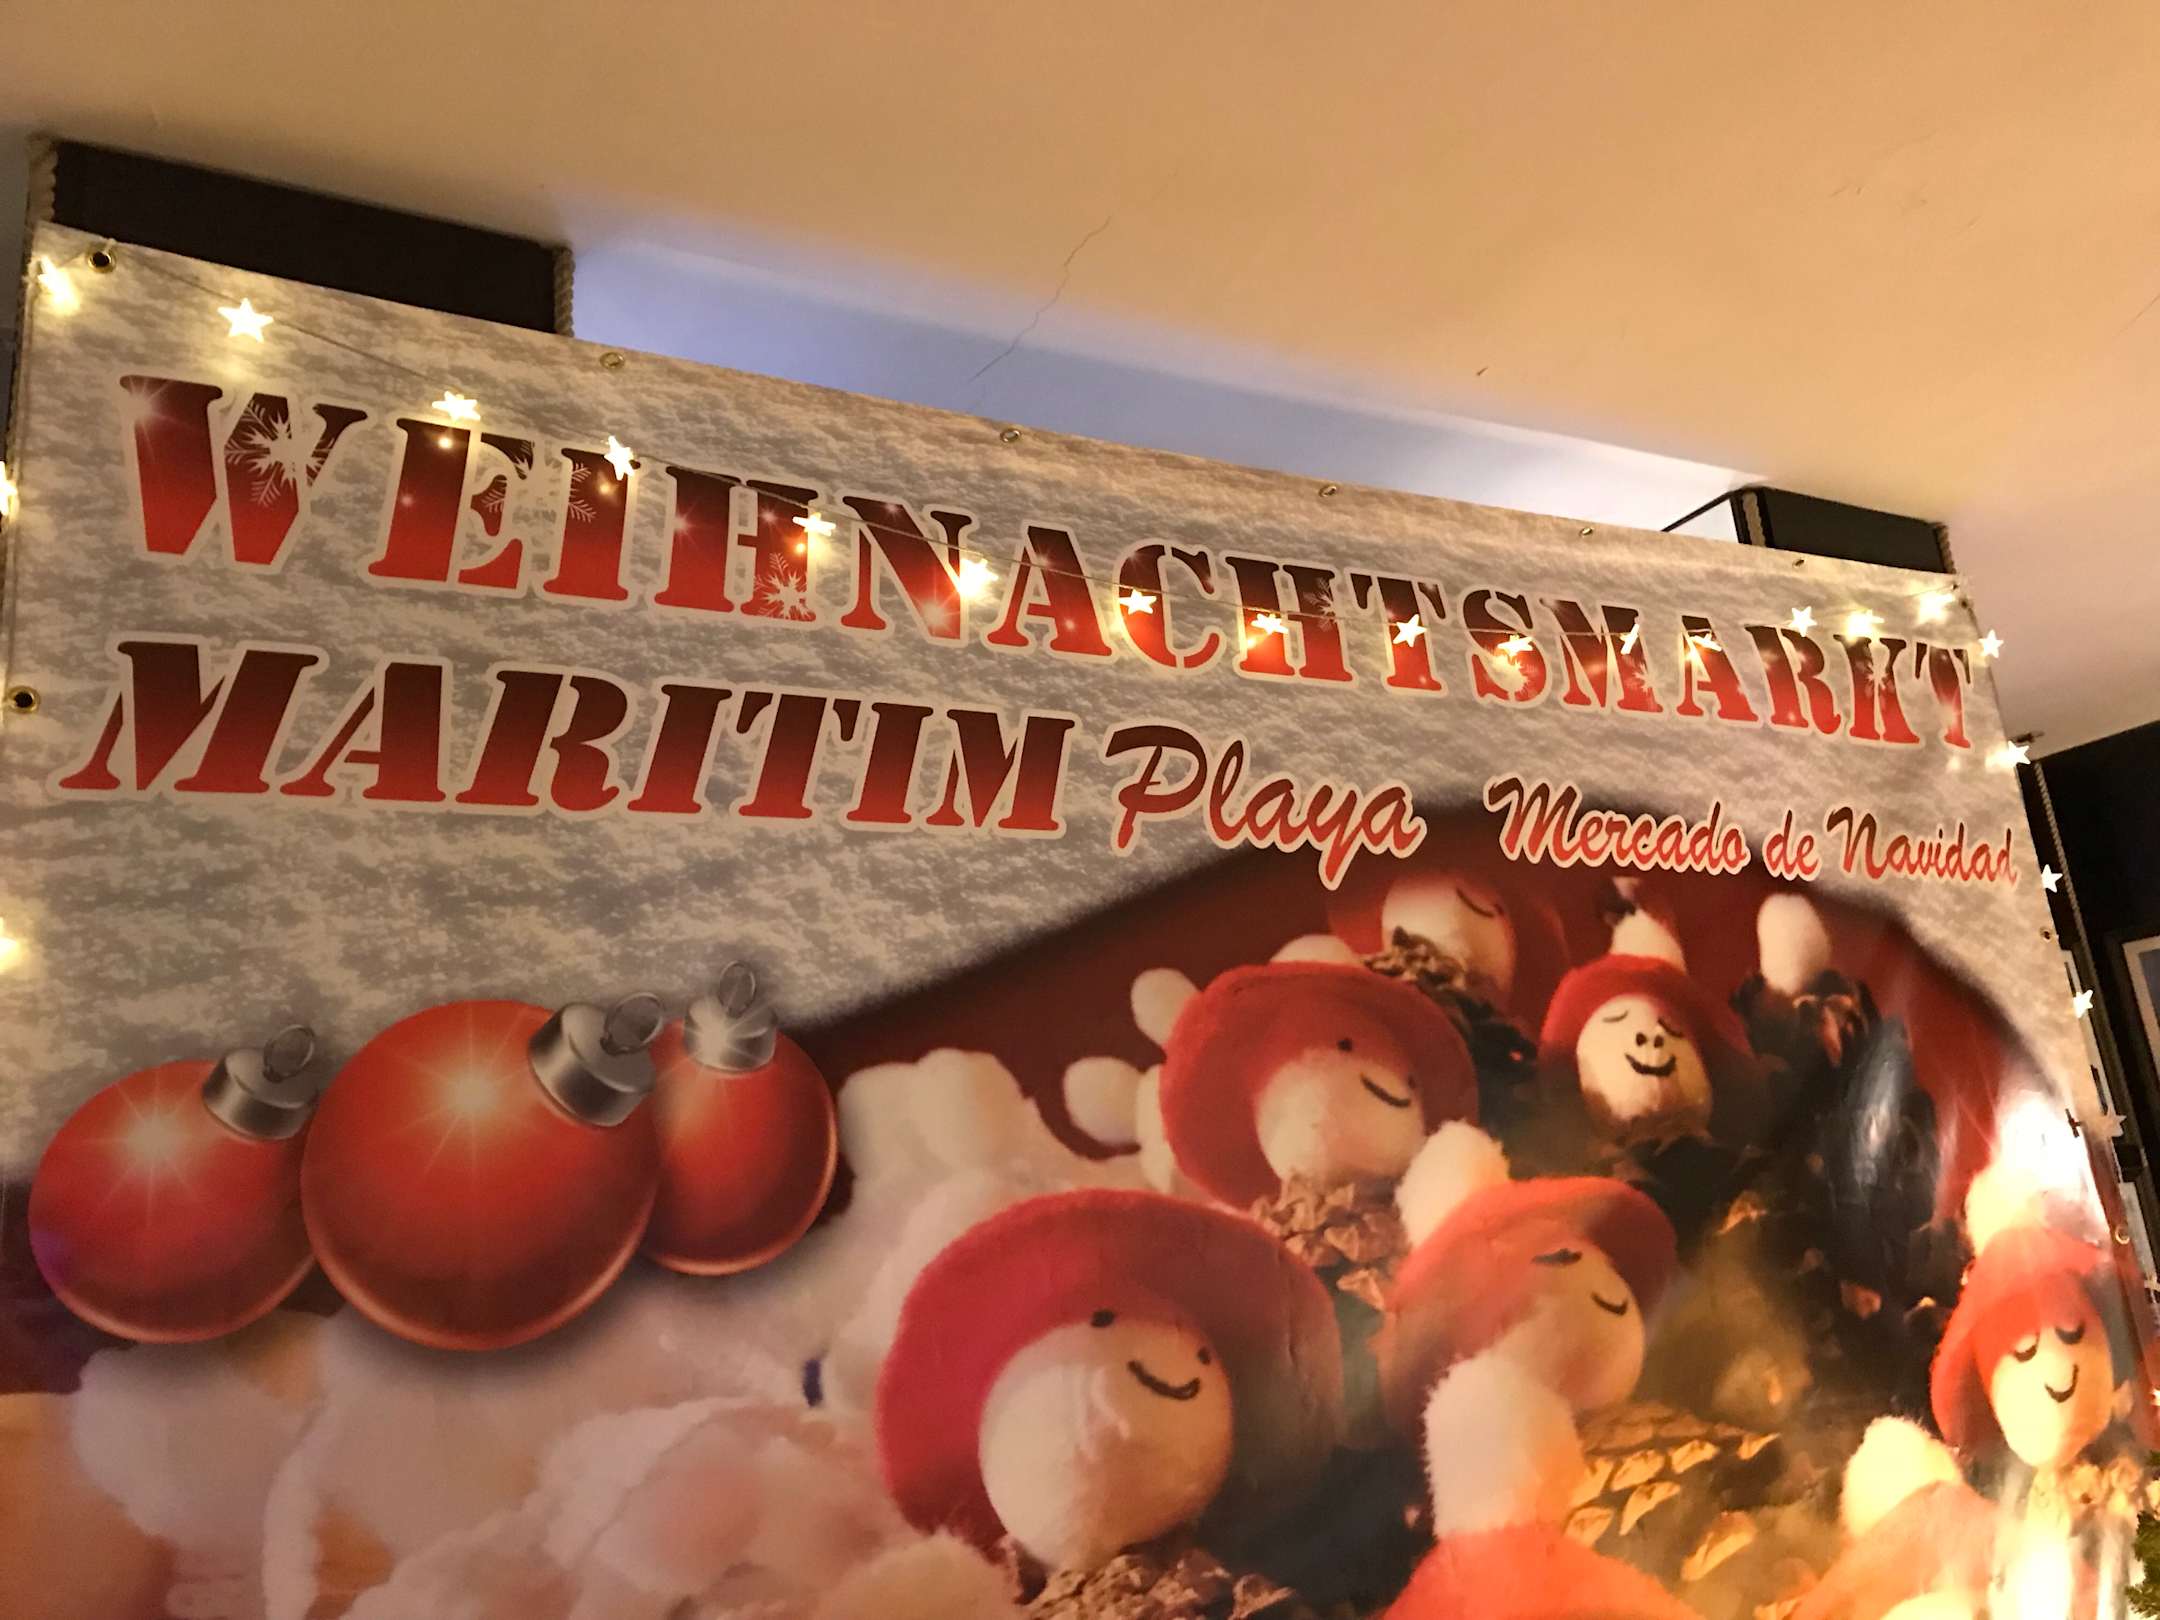 WEIHNACHTSMARKT
MARITIM Playa Mercado de Navidad